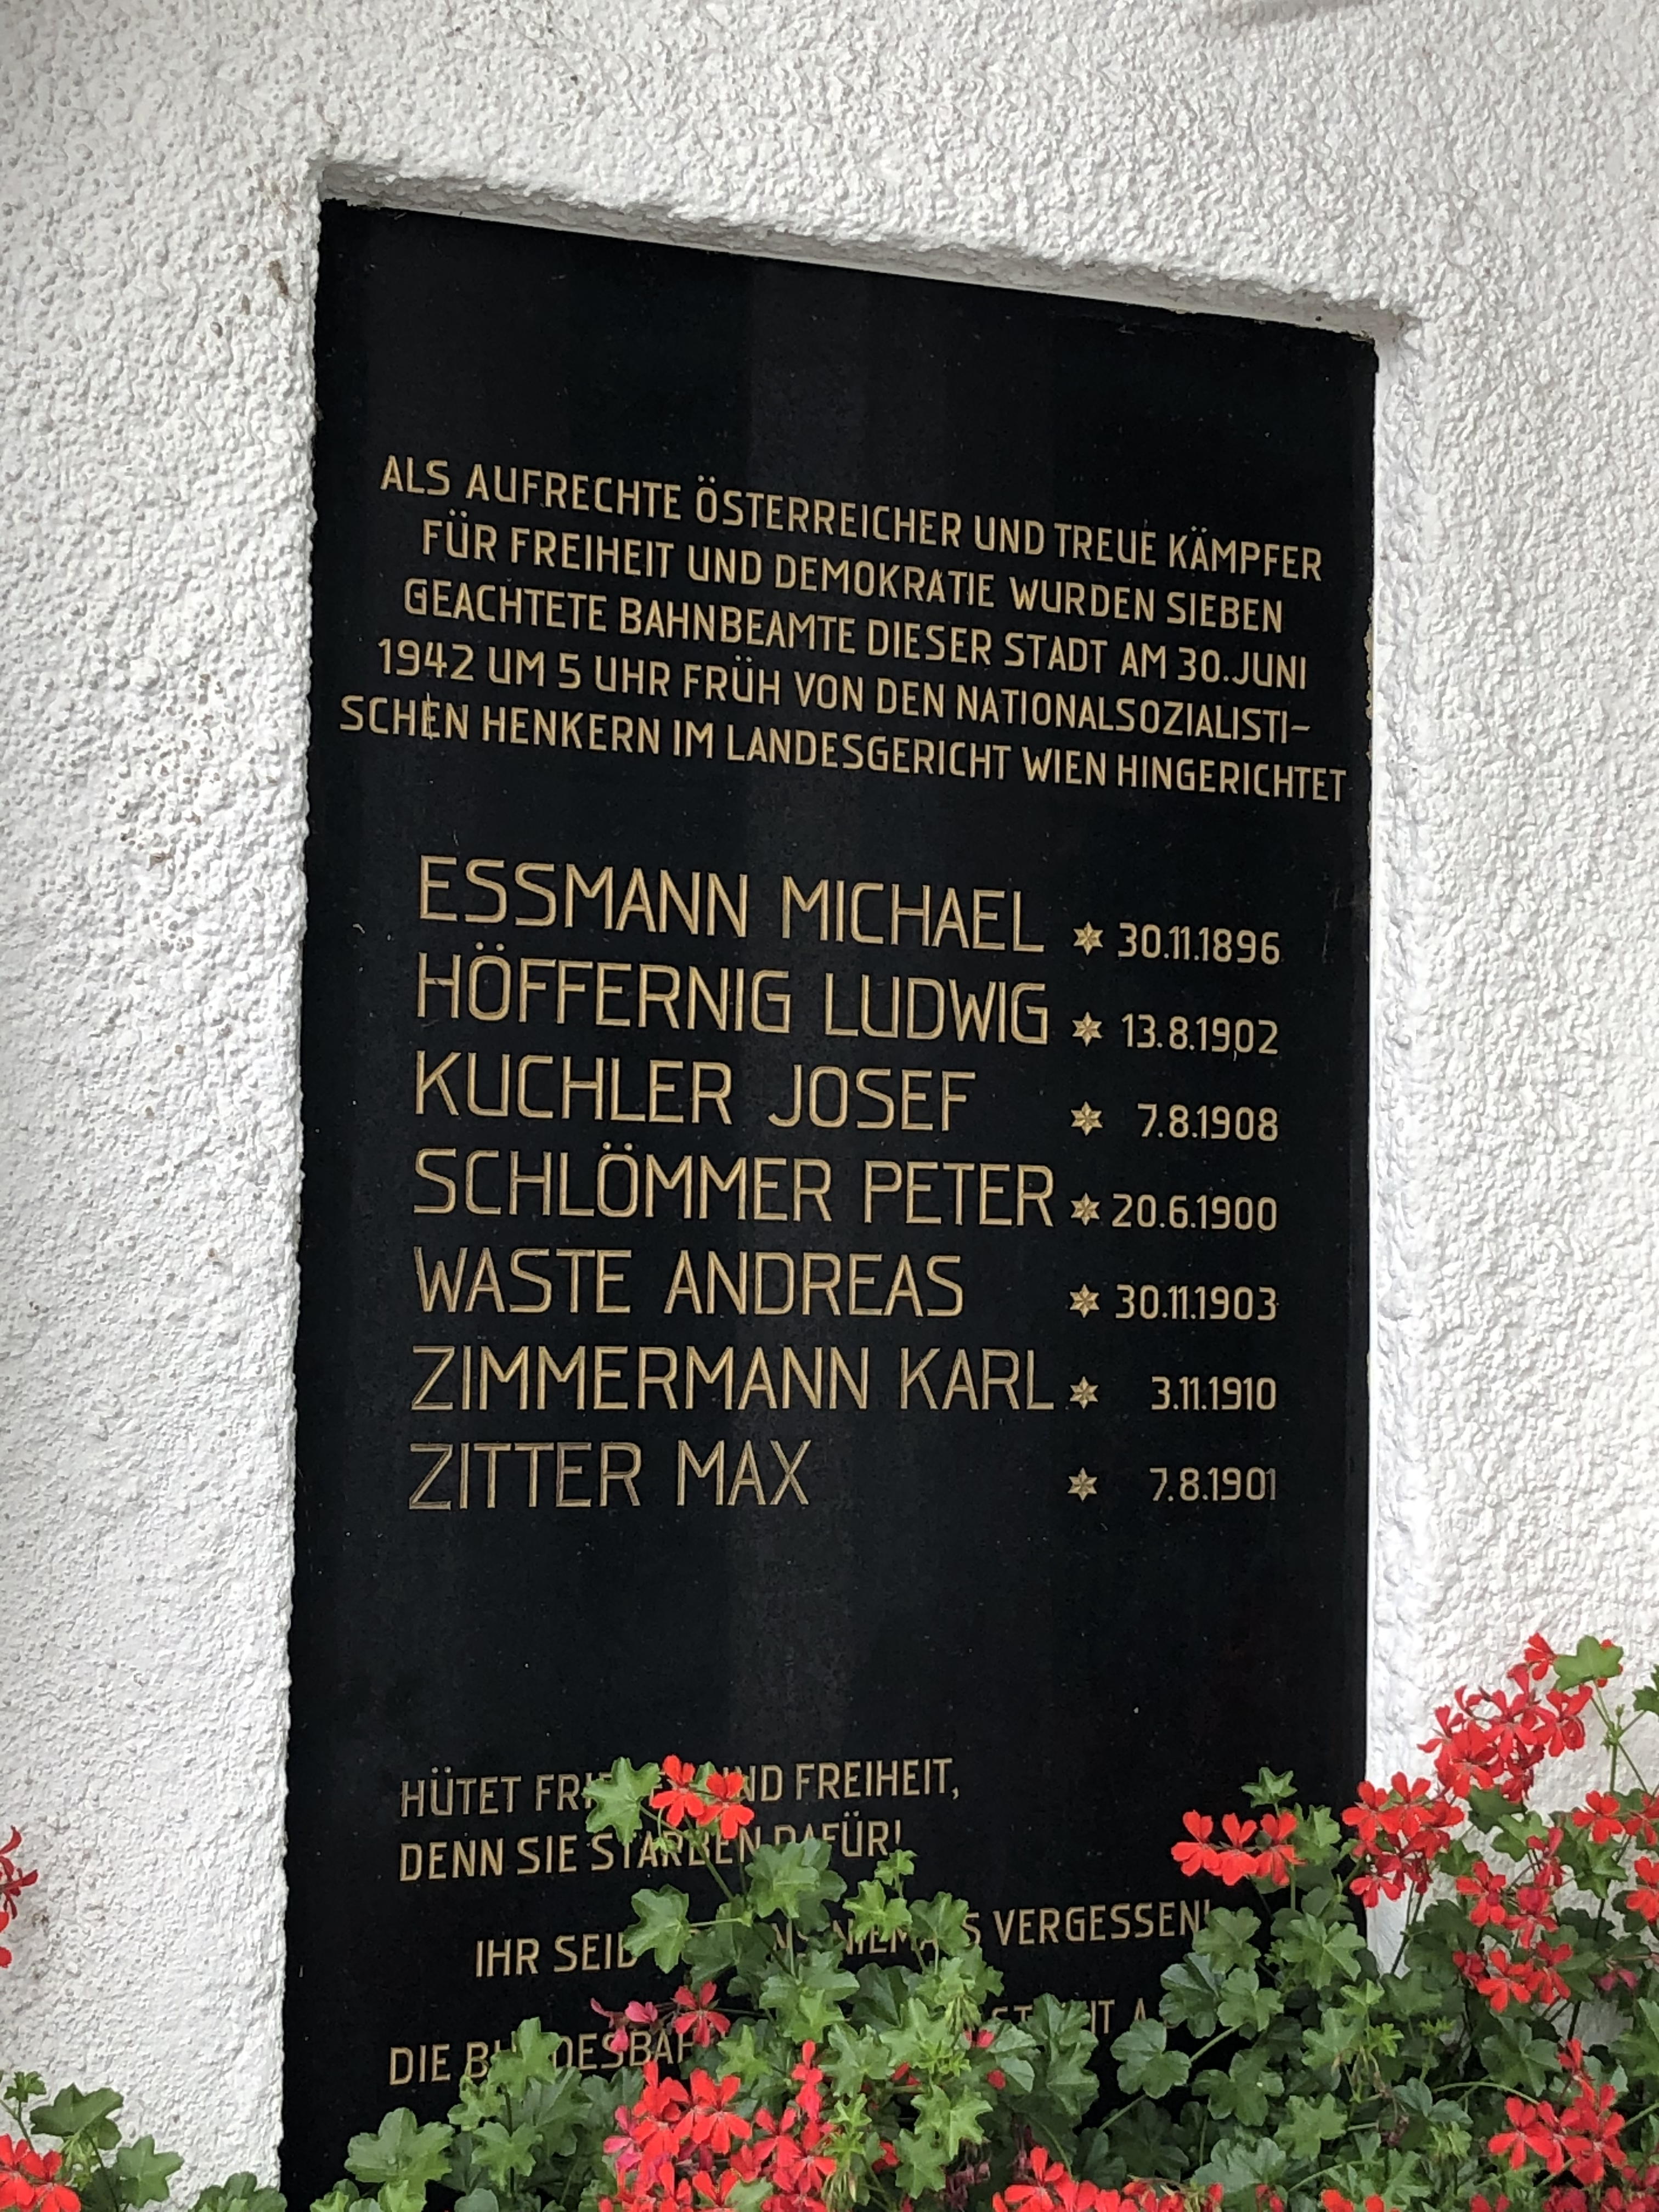 ALS AUFRECHTE ÖSTERREICHER UND TREUE KÄMPFER
FÜR FREIHEIT UND DEMOKRATIE WURDEN SIEBEN
GEACHTETE BAHNBEAMTE DIESER STADT AM 30.JUNI
1942 UM 5 UHR FRÜH VON DEN NATIONALSOZIALISTI-
SCHEN HENKERN IM LANDESGERICHT WIEN HINGERICHTET
ESSMANN MICHAEL ✶ 30.11.1896
HÖFFERNIG LUDWIG ✶ 13.8.1902
KUCHLER JOSEF ✶ 7.8.1908
SCHLÖMMER PETER ✶ 20.6.1900
WASTE ANDREAS ✶ 30.11.1903
ZIMMERMANN KARL ✶ 3.11.1910
ZITTER MAX ✶ 7.8.1901
HÜTET UND FREIHEIT,
DENN SIE STARBEN DAFÜR!
IHR SEID NIEMALS VERGESSEN!
DIE